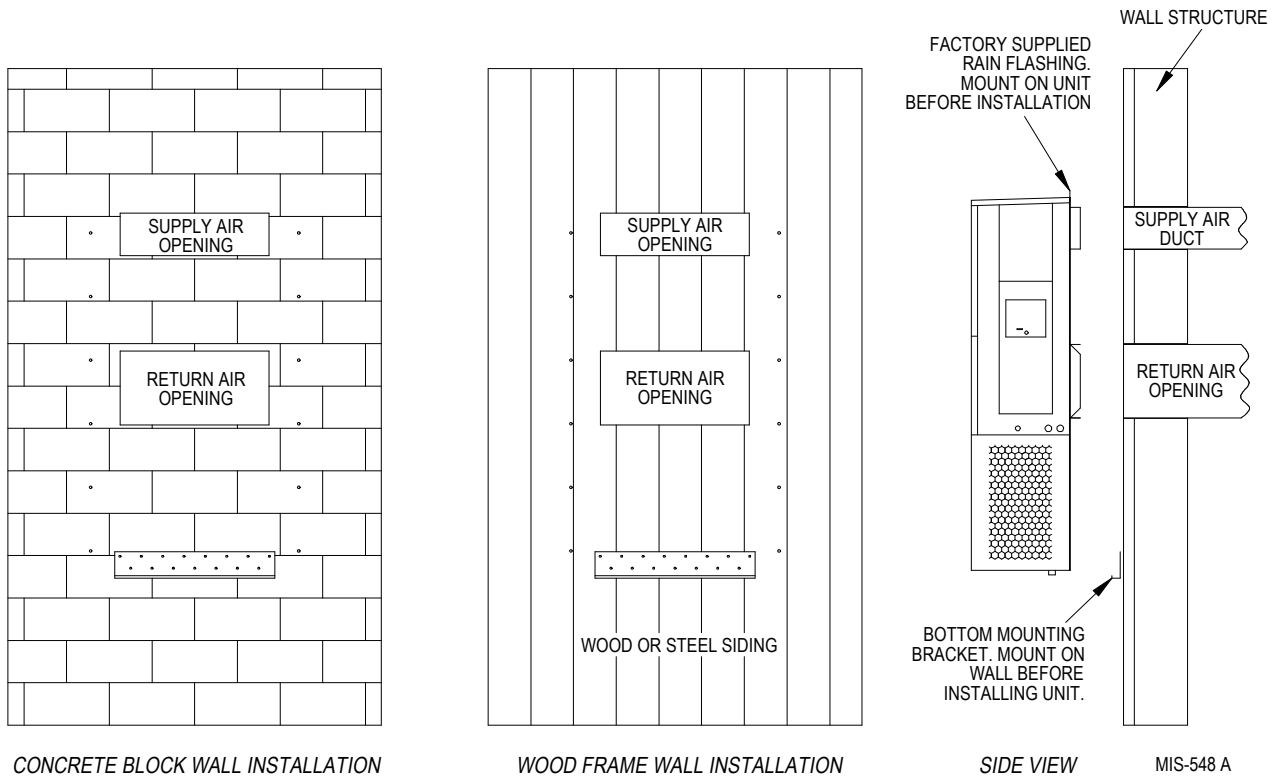 WALL STRUCTURE
FACTORY SUPPLIED
RAIN FLASHING.
MOUNT ON UNIT
BEFORE INSTALLATION
SUPPLY AIR
OPENING
SUPPLY AIR
OPENING
SUPPLY AIR
DUCT
RETURN AIR
OPENING
RETURN AIR
OPENING
RETURN AIR
OPENING
WOOD OR STEEL SIDING
BOTTOM MOUNTING
BRACKET. MOUNT ON
WALL BEFORE
INSTALLING UNIT.
CONCRETE BLOCK WALL INSTALLATION
WOOD FRAME WALL INSTALLATION
SIDE VIEW
MIS-548 A